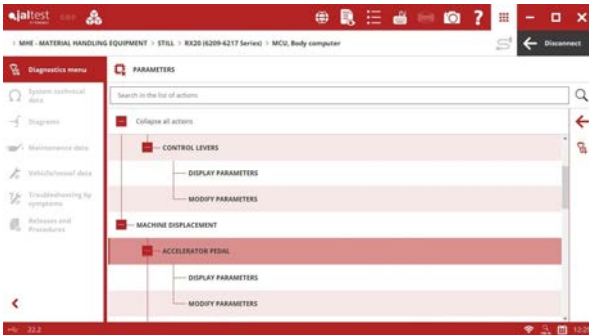 jaltest
MHE - MATERIAL HANDLING EQUIPMENT > STILL > RX20 (6209-6217 Series) > MCU, Body computer
Disconnect
Diagnostics menu
PARAMETERS
System technical data
Search in the list of actions
Diagrams
Collapse all actions
Maintenance data
CONTROL LEVERS
Vehicle/vessel data
DISPLAY PARAMETERS
Troubleshooting by symptoms
MODIFY PARAMETERS
Releases and Procedures
MACHINE DISPLACEMENT
ACCELERATOR PEDAL
DISPLAY PARAMETERS
MODIFY PARAMETERS
22.2